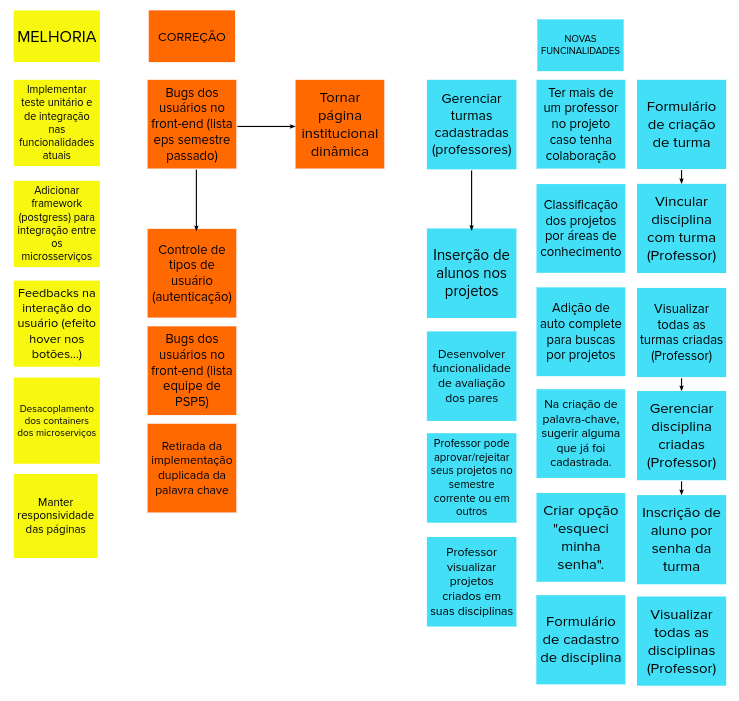 MELHORIA
Implementar
teste unitário e
de integração
nas
funcionalidades
atuais
Adicionar
framework
(postgress) para
integração entre
os
microsserviços
Feedbacks na
interação do
usuário (efeito
hover nos
botões...)
Desacoplamento
dos containers
dos microserviços
Manter
responsividade
das páginas
CORREÇÃO
Bugs dos
usuários no
front-end (lista
eps semestre
passado)
Tornar
página
institucional
dinâmica
Controle de
tipos de
usuário
(autenticação)
Bugs dos
usuários no
front-end (lista
equipe de
PSP5)
Retirada da
implementação
duplicada da
palavra chave
NOVAS
FUNCINALIDADES
Gerenciar
turmas
cadastradas
(professores)
Inserção de
alunos nos
projetos
Desenvolver
funcionalidade
de avaliação
dos pares
Professor pode
aprovar/rejeitar
seus projetos no
semestre
corrente ou em
outros
Professor
visualizar
projetos
criados em
suas disciplinas
Ter mais de
um professor
no projeto
caso tenha
colaboração
Classificação
dos projetos
por áreas de
conhecimento
Adição de
auto complete
para buscas
por projetos
Na criação de
palavra-chave,
sugerir alguma
que já foi
cadastrada.
Criar opção
"esqueci
minha
senha".
Formulário
de cadastro
de disciplina
Formulário
de criação
de turma
Vincular
disciplina
com turma
(Professor)
Visualizar
todas as
turmas criadas
(Professor)
Gerenciar
disciplina
criadas
(Professor)
Inscrição de
aluno por
senha da
turma
Visualizar
todas as
disciplinas
(Professor)